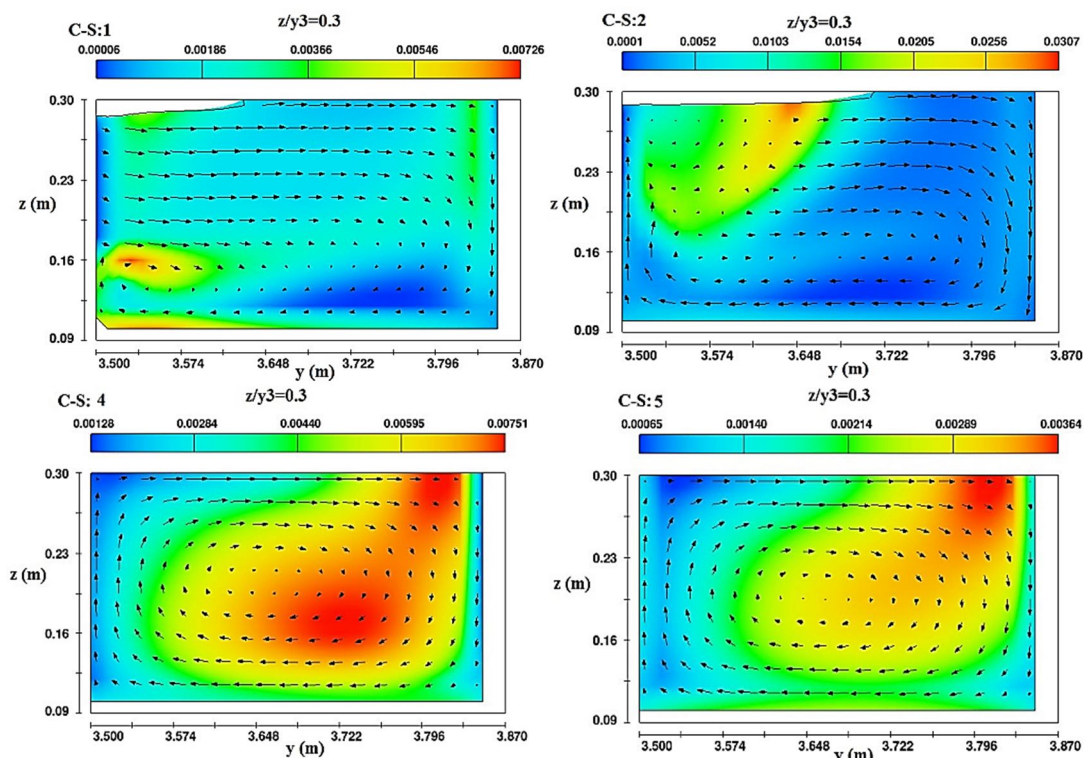 C-S:1
z/y3=0.3
0.00006 0.00186 0.00366 0.00546 0.00726
0.30
0.23
z (m)
0.16
0.09
3.500 3.574 3.648 3.722 3.796 3.870
y (m)
C-S:2
z/y3=0.3
0.0001 0.0052 0.0103 0.0154 0.0205 0.0256 0.0307
0.30
0.23
z (m)
0.16
0.09
3.500 3.574 3.648 3.722 3.796 3.870
y (m)
C-S: 4
z/y3=0.3
0.00128 0.00284 0.00440 0.00595 0.00751
0.30
0.23
z (m)
0.16
0.09
3.500 3.574 3.648 3.722 3.796 3.870
y (m)
C-S:5
z/y3=0.3
0.00065 0.00140 0.00214 0.00289 0.00364
0.30
0.23
z (m)
0.16
0.09
3.500 3.574 3.648 3.722 3.796 3.870
y (m)